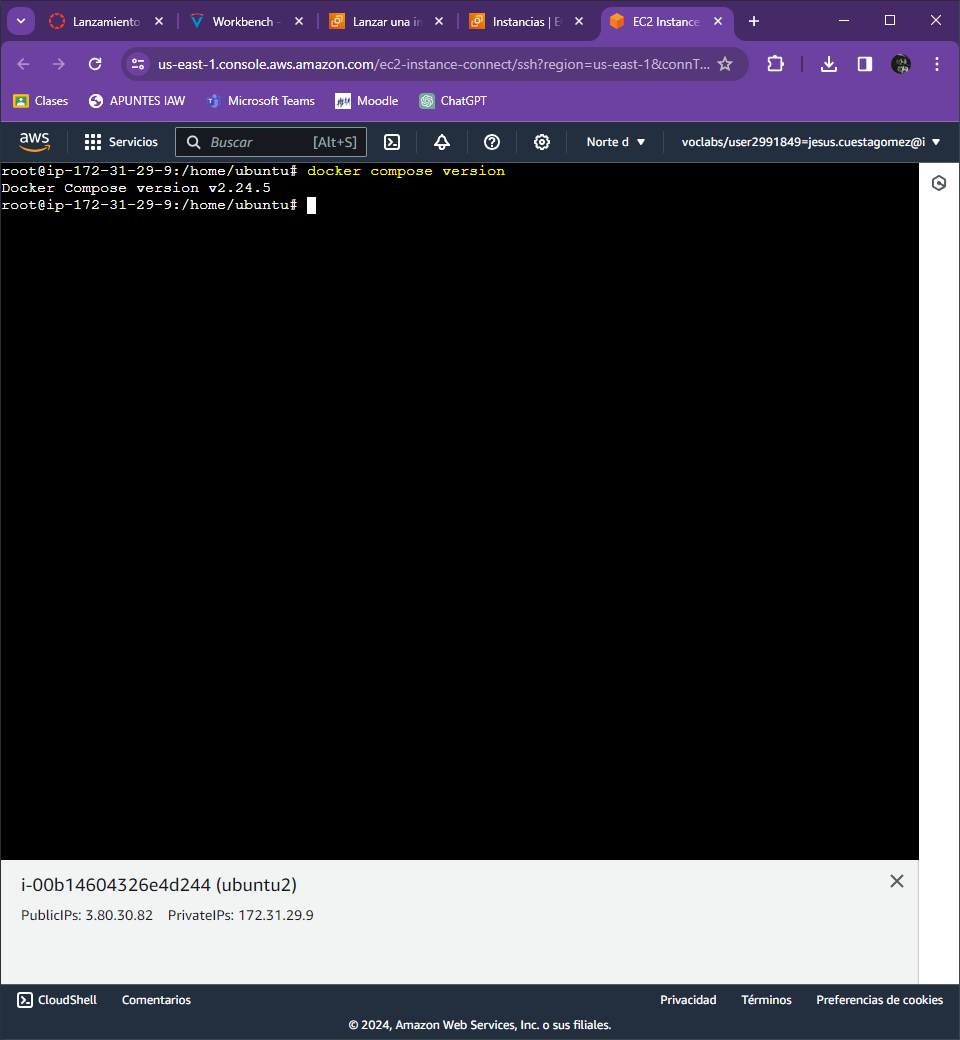 Lanzamiento
Workbench -
Lanzar una in
Instancias | E
EC2 Instance
us-east-1.console.aws.amazon.com/ec2-instance-connect/ssh?region=us-east-1&connT...
Clases
APUNTES IAW
Microsoft Teams
Moodle
ChatGPT
aws
Servicios
Buscar
[Alt+S]
Norte d
voclabs/user2991849=jesus.cuestagomez@i
root@ip-172-31-29-9:/home/ubuntu# docker compose version
Docker Compose version v2.24.5
root@ip-172-31-29-9:/home/ubuntu#
i-00b14604326e4d244 (ubuntu2)
PublicIPs: 3.80.30.82 PrivateIPs: 172.31.29.9
CloudShell
Comentarios
Privacidad
Términos
Preferencias de cookies
© 2024, Amazon Web Services, Inc. o sus filiales.